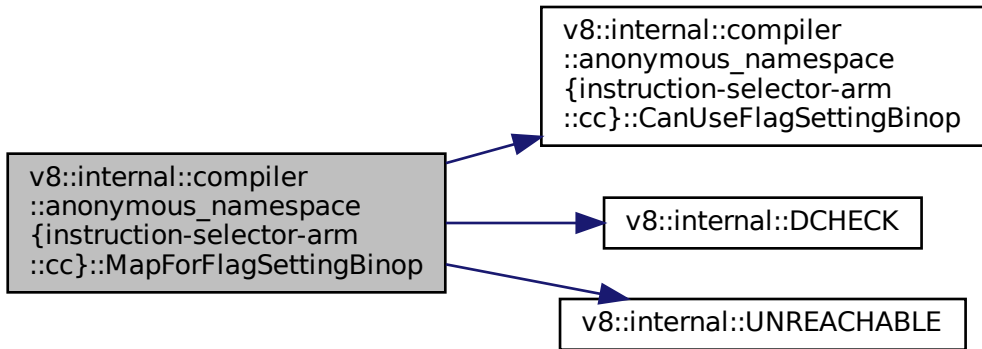 v8::internal::compiler
::anonymous_namespace
{instruction-selector-arm
::cc}::MapForFlagSettingBinop
v8::internal::compiler
::anonymous_namespace
{instruction-selector-arm
::cc}::CanUseFlagSettingBinop
v8::internal::DCHECK
v8::internal::UNREACHABLE